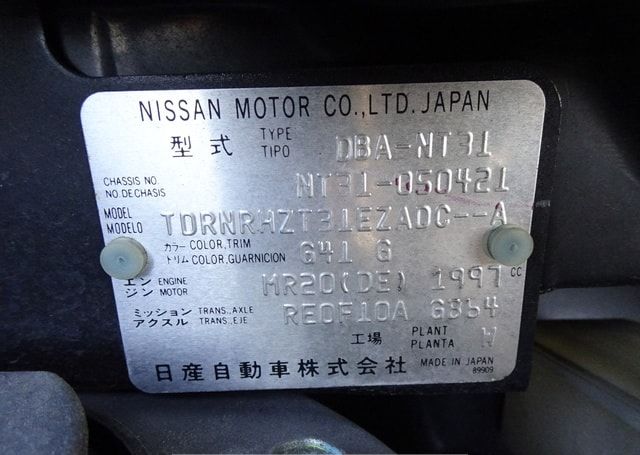 NISSAN MOTOR CO.,LTD. JAPAN
型式 TYPE TIPO DBA-NT31
CHASSIS NO. NO.DE CHASIS NT31-050421
MODEL MODELO TDRNRHZT31EZADC--A
カラー COLOR,TRIM トリム COLOR,GUARNICION G41 G
エンジン ENGINE MOTOR MR20(DE) 1997 CC
ミッション TRANS.,AXLE アクスル TRANS.,EJE RE0F10A G364
工場 PLANT PLANTA W
日産自動車株式会社 MADE IN JAPAN
89909